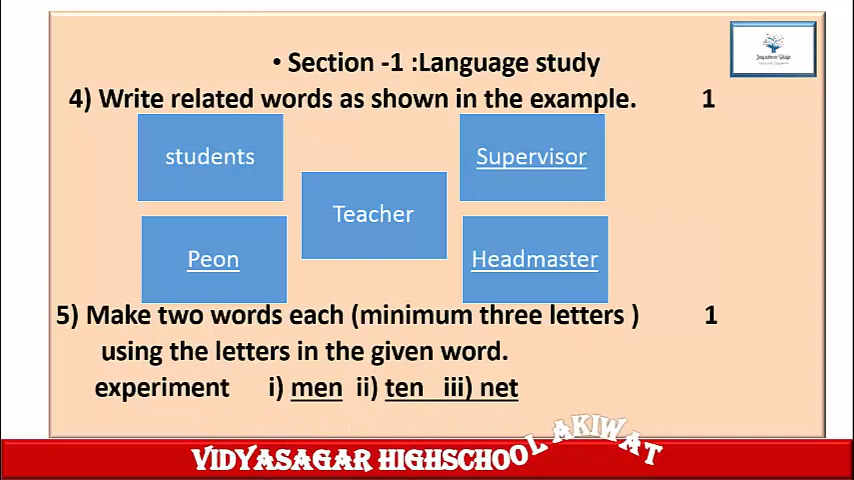 • Section -1 :Language study
4) Write related words as shown in the example. 1
students
Supervisor
Teacher
Peon
Headmaster
5) Make two words each (minimum three letters ) 1
using the letters in the given word.
experiment i) men ii) ten iii) net
VIDYASAGAR HIGHSCHOOL AKIWAT